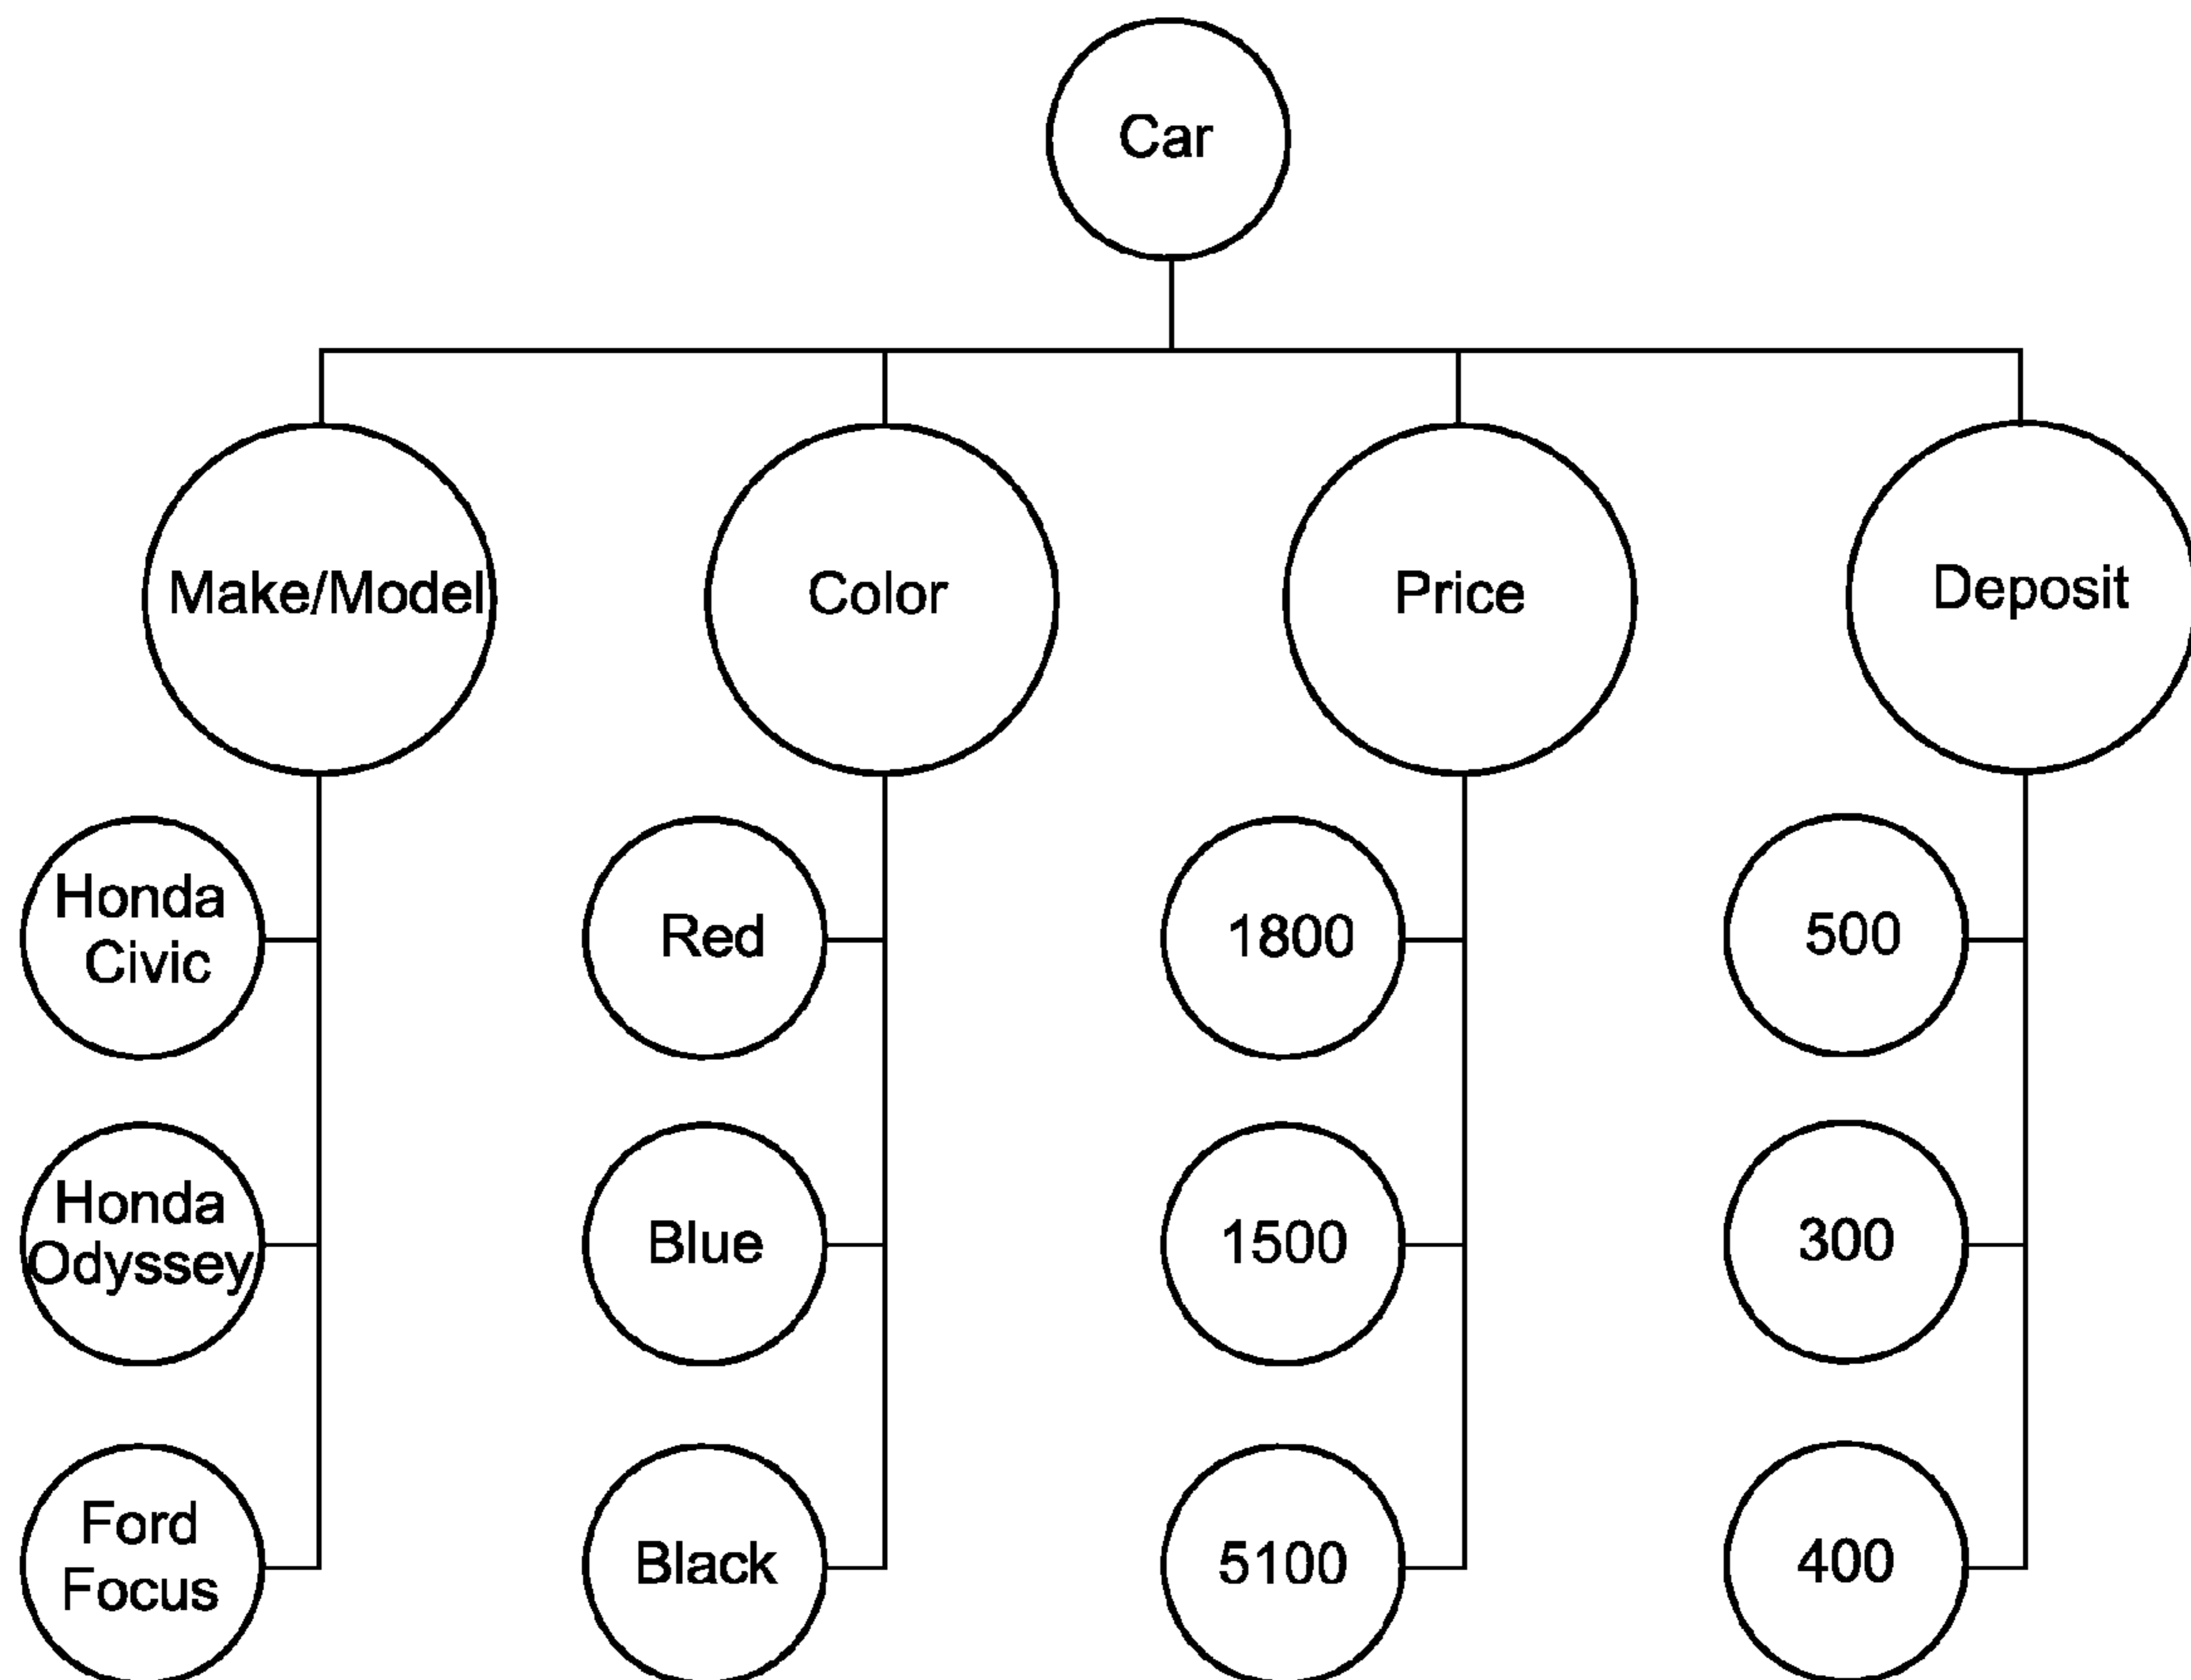 Car
Make/Model
Color
Price
Deposit
Honda
Civic
Red
1800
500
Honda
Odyssey
Blue
1500
300
Ford
Focus
Black
5100
400